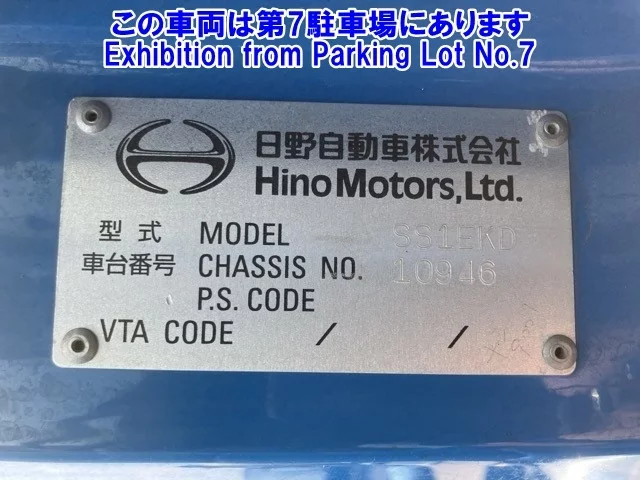 この車両は第7駐車場にあります
Exhibition from Parking Lot No.7
日野自動車株式会社
Hino Motors, Ltd.
型式 MODEL SS1EKD
車台番号 CHASSIS NO. 10946
P.S. CODE
VTA CODE / /